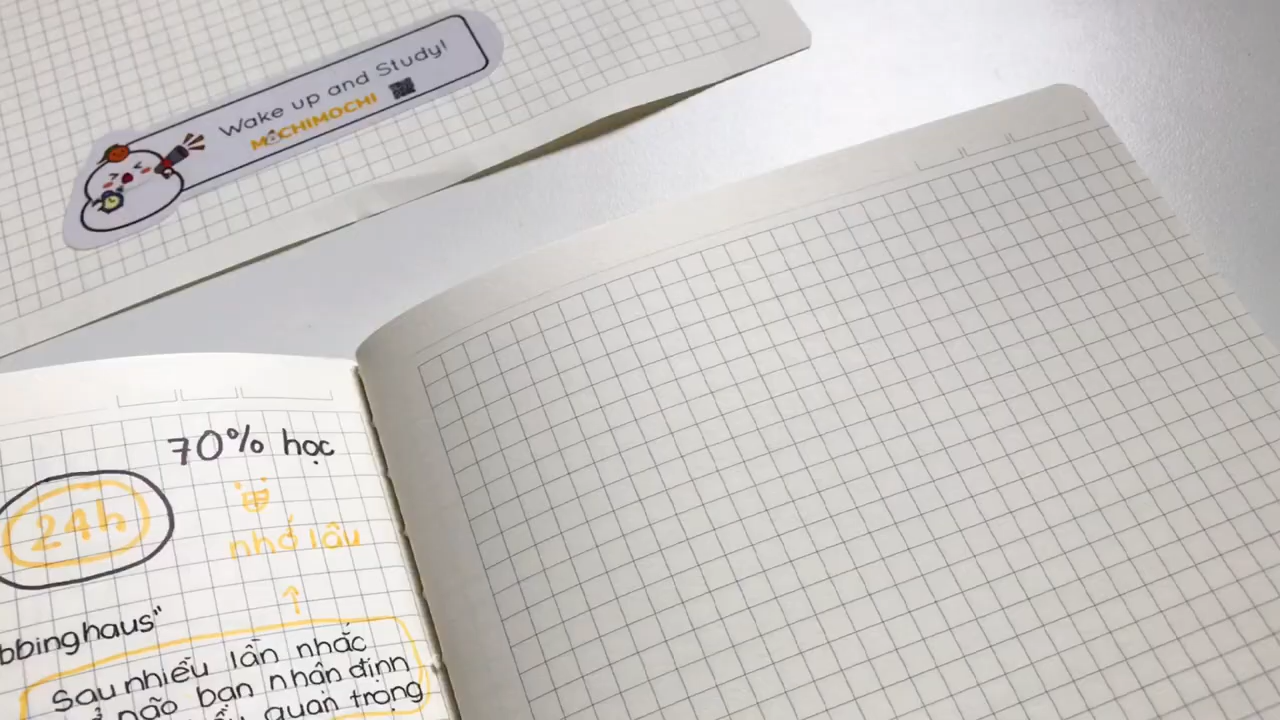 Wake up and Study!
MOCHIMOCHI
70% học
24h
nhớ lâu
bbinghaus"
Sau nhiều lần nhắc
não bạn nhận định
quan trọng